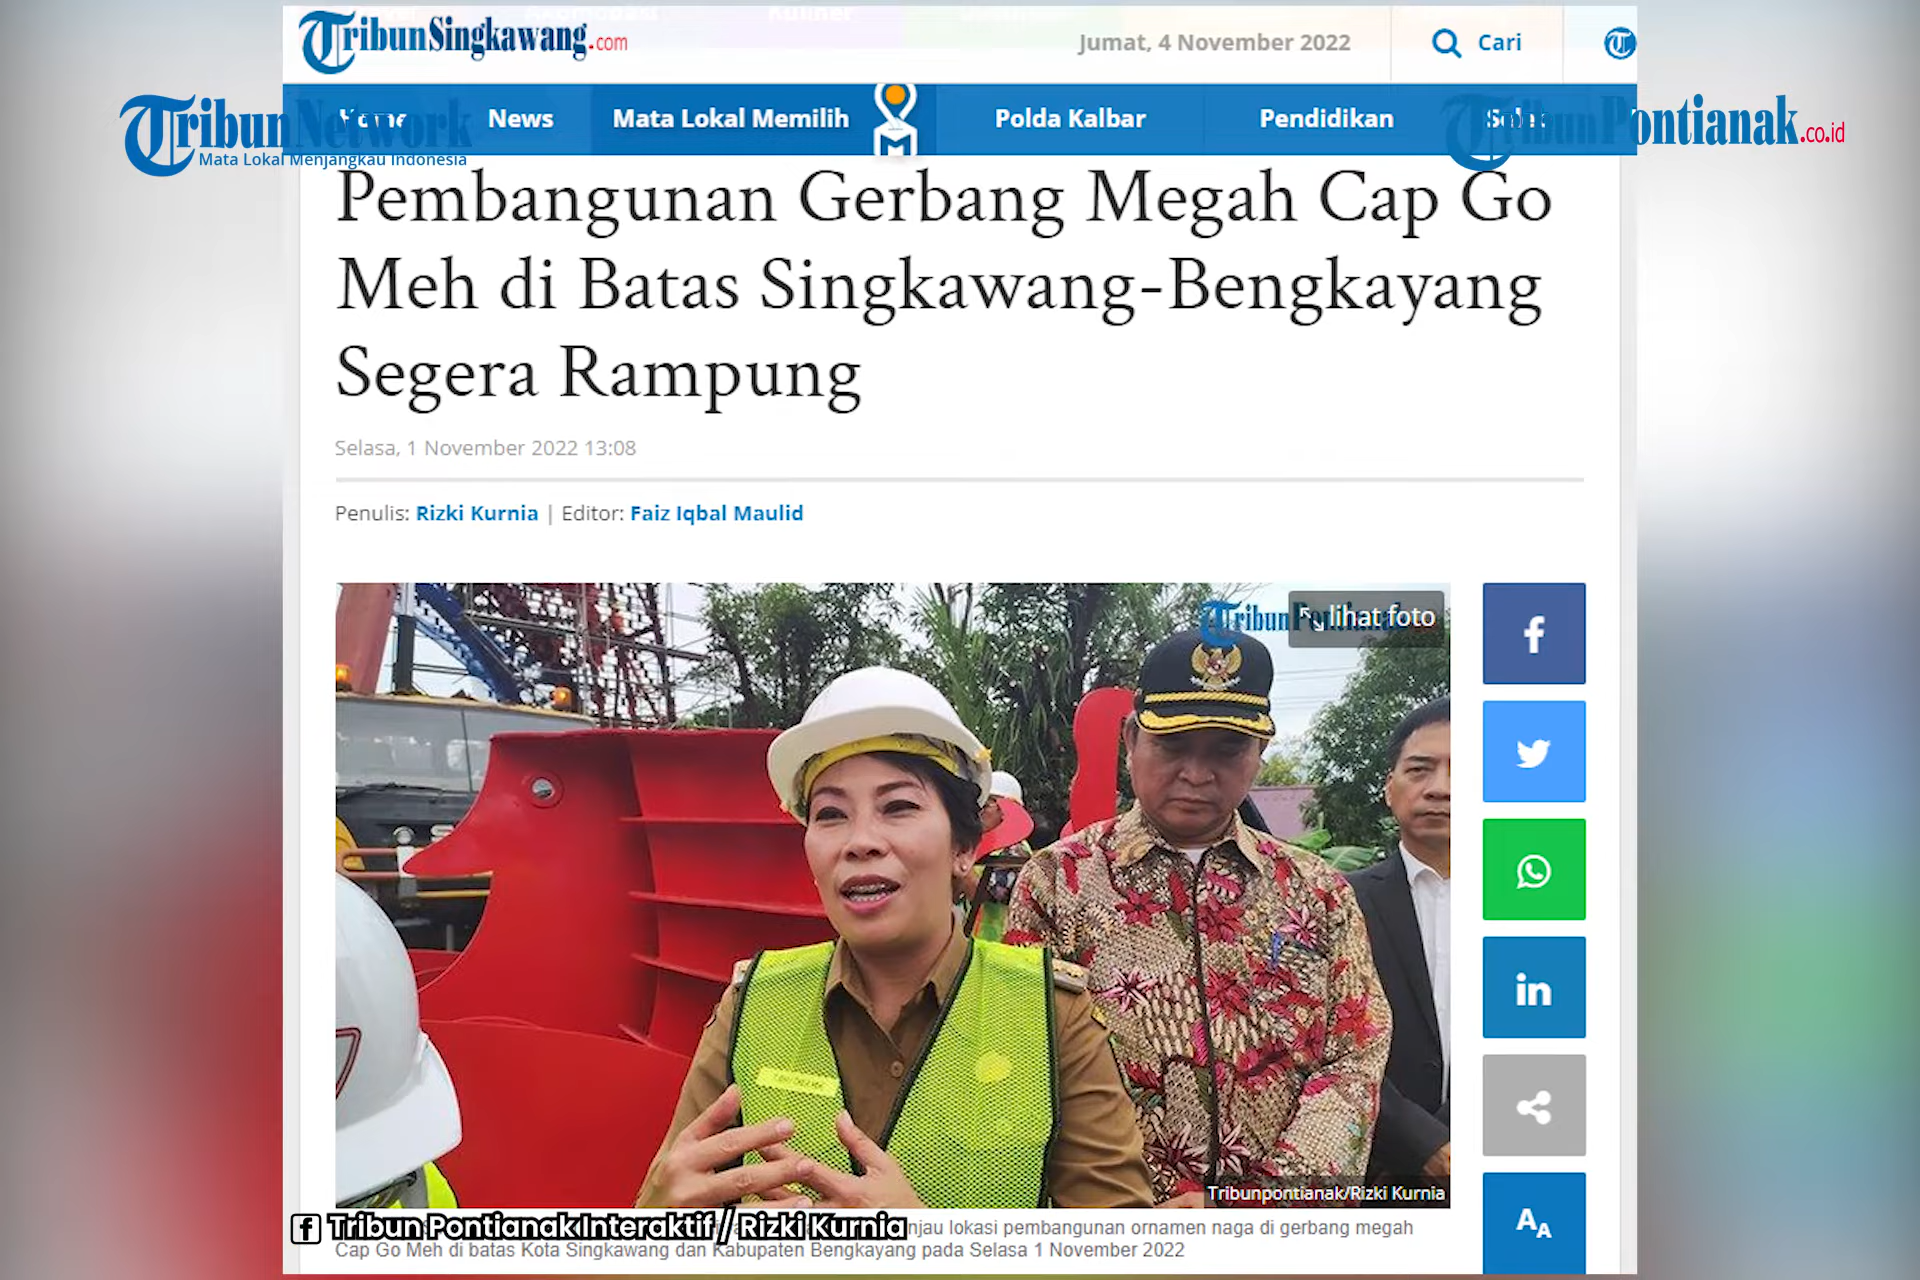 TribunSingkawang.com
Jumat, 4 November 2022
Cari
TribunNetwork
Mata Lokal Menjangkau Indonesia
Home
News
Mata Lokal Memilih
M
Polda Kalbar
Pendidikan
TribunPontianak.co.id
Pembangunan Gerbang Megah Cap Go
Meh di Batas Singkawang-Bengkayang
Segera Rampung
Selasa, 1 November 2022 13:08
Penulis: Rizki Kurnia | Editor: Faiz Iqbal Maulid
TribunPontianak
lihat foto
Tribunpontianak/Rizki Kurnia
Tribun Pontianak Interaktif / Rizki Kurnia
njau lokasi pembangunan ornamen naga di gerbang megah
Cap Go Meh di batas Kota Singkawang dan Kabupaten Bengkayang pada Selasa 1 November 2022